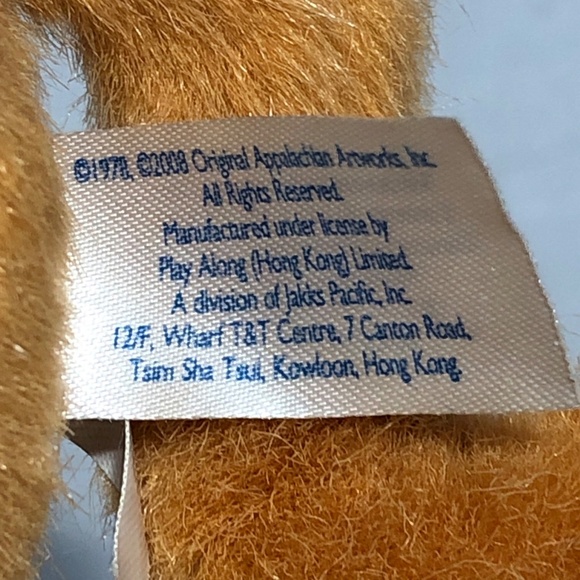 ©1978, ©2008 Original Appalachian Artworks, Inc.
All Rights Reserved.
Manufactured under license by
Play Along (Hong Kong) Limited.
A division of Jakks Pacific, Inc.
12/F, Wharf T&T Centre, 7 Canton Road,
Tsim Sha Tsui, Kowloon, Hong Kong.